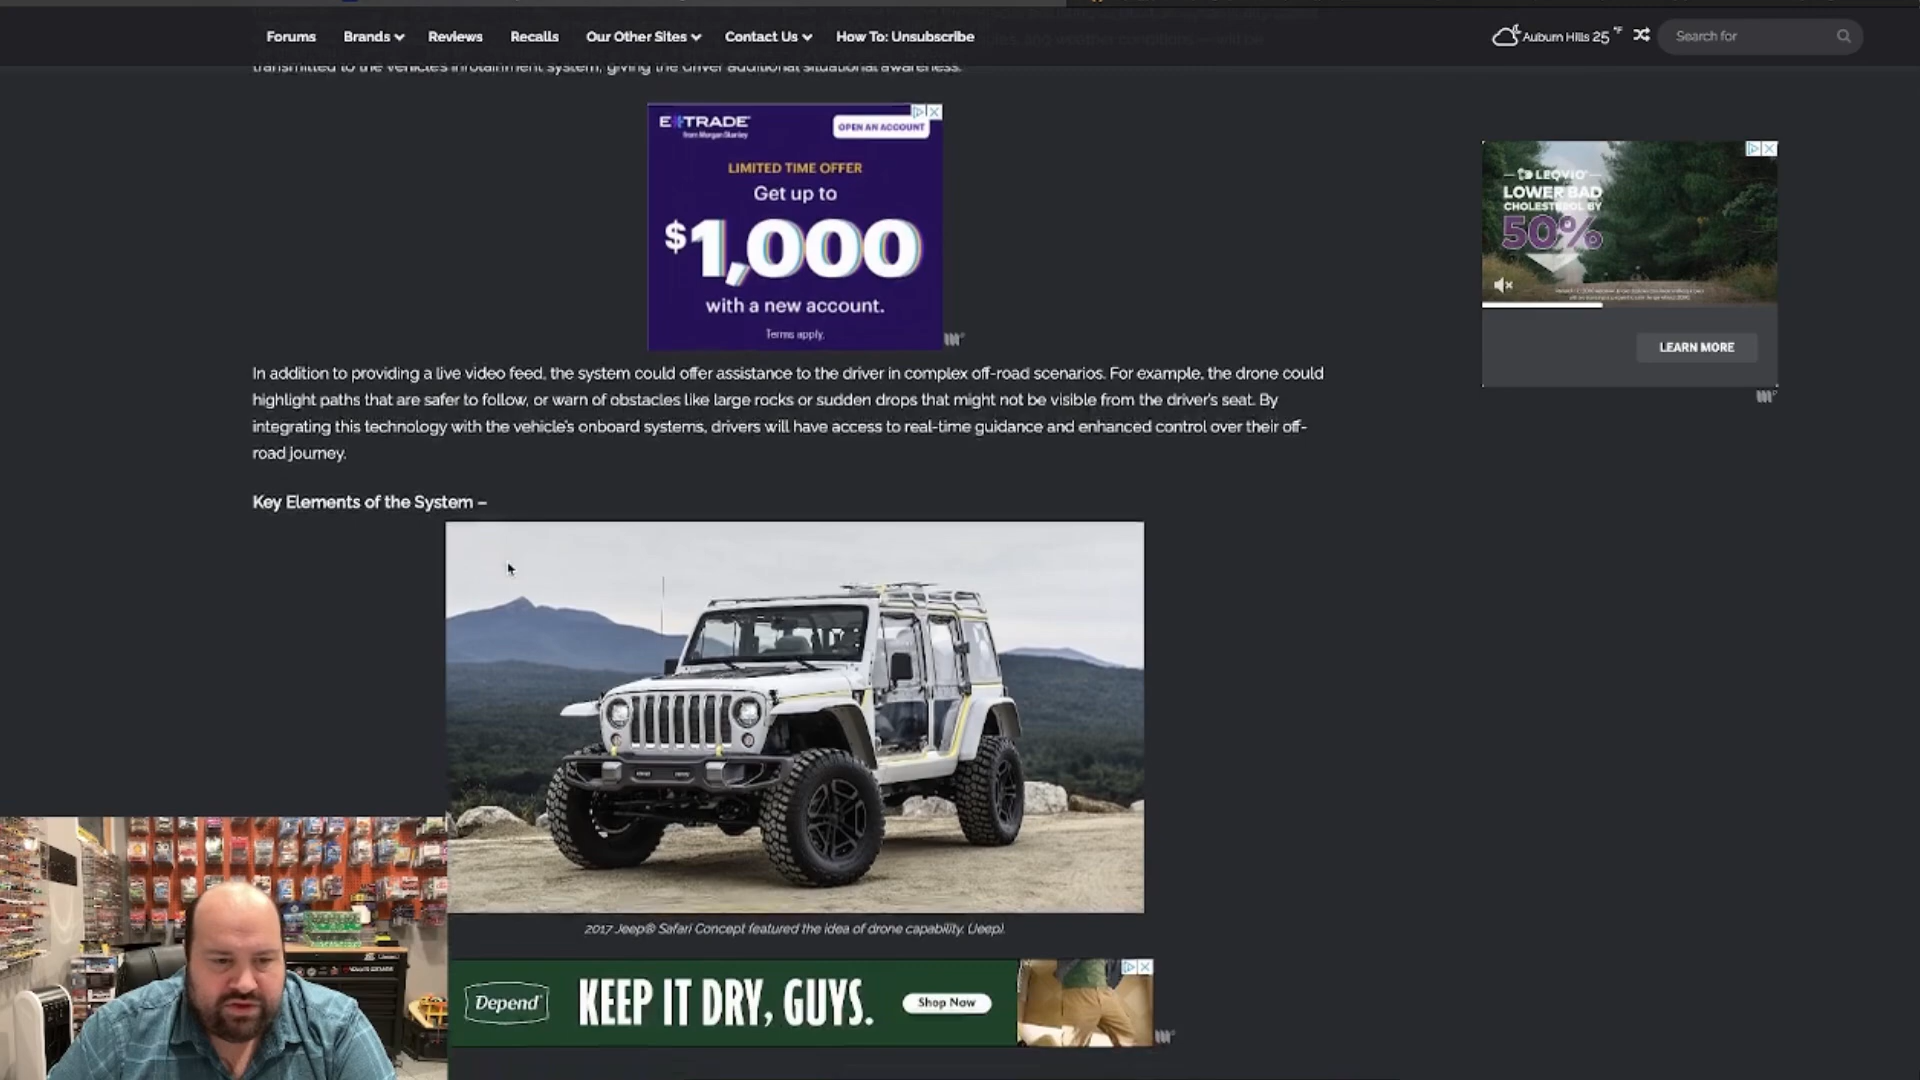 Forums Brands Reviews Recalls Our Other Sites Contact Us How To: Unsubscribe
Auburn Hills 25 °F
Search for
transmitted to the vehicle's infotainment system, giving the driver additional situational awareness.
E*TRADE
from Morgan Stanley
OPEN AN ACCOUNT
LIMITED TIME OFFER
Get up to
$1,000
with a new account.
Terms apply.
LEQVIO
LOWER BAD
CHOLESTEROL BY
50%
LEARN MORE
In addition to providing a live video feed, the system could offer assistance to the driver in complex off-road scenarios. For example, the drone could
highlight paths that are safer to follow, or warn of obstacles like large rocks or sudden drops that might not be visible from the driver's seat. By
integrating this technology with the vehicle's onboard systems, drivers will have access to real-time guidance and enhanced control over their off-
road journey.
Key Elements of the System –
2017 Jeep® Safari Concept featured the idea of drone capability. (Jeep).
Depend
KEEP IT DRY, GUYS.
Shop Now